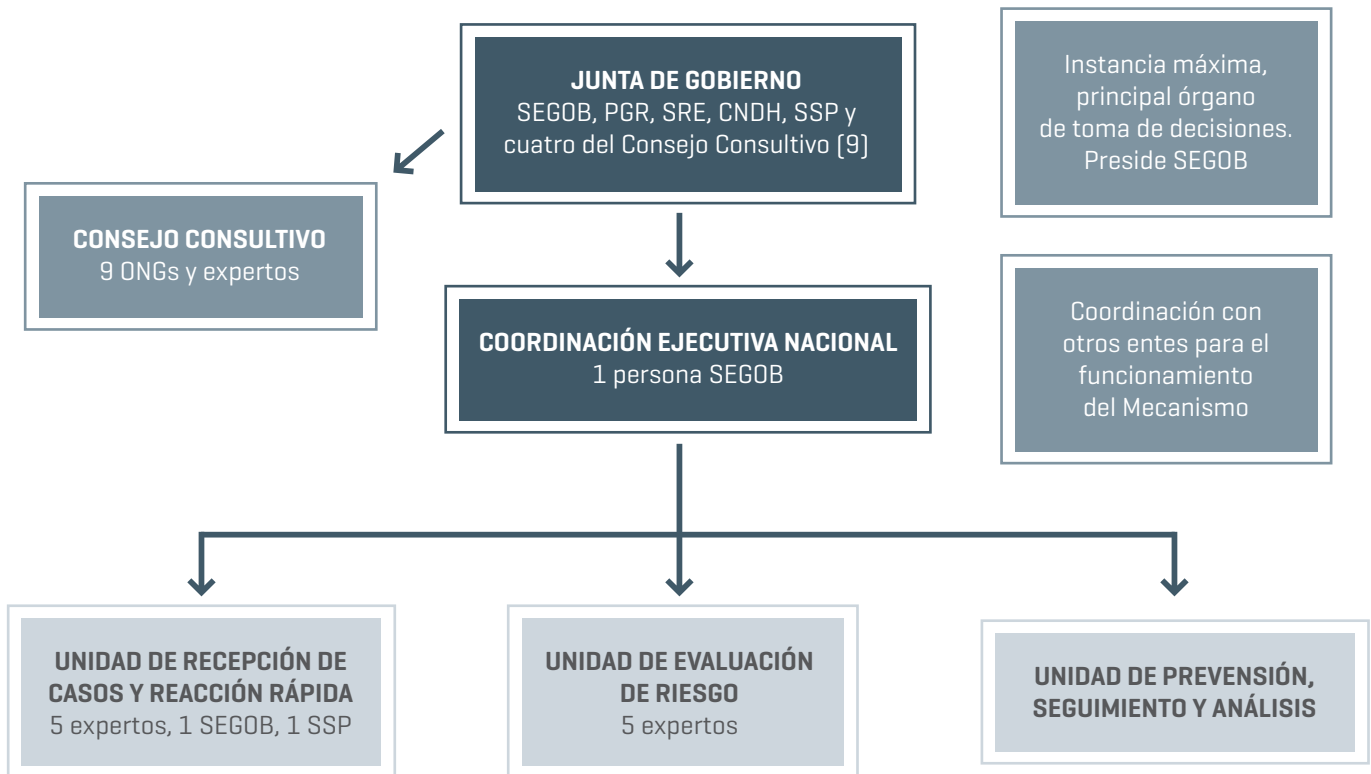 JUNTA DE GOBIERNO
SEGOB, PGR, SRE, CNDH, SSP y
cuatro del Consejo Consultivo (9)
Instancia máxima,
principal órgano
de toma de decisiones.
Preside SEGOB
CONSEJO CONSULTIVO
9 ONGs y expertos
COORDINACIÓN EJECUTIVA NACIONAL
1 persona SEGOB
Coordinación con
otros entes para el
funcionamiento
del Mecanismo
UNIDAD DE RECEPCIÓN DE
CASOS Y REACCIÓN RÁPIDA
5 expertos, 1 SEGOB, 1 SSP
UNIDAD DE EVALUACIÓN
DE RIESGO
5 expertos
UNIDAD DE PREVENCIÓN,
SEGUIMIENTO Y ANÁLISIS